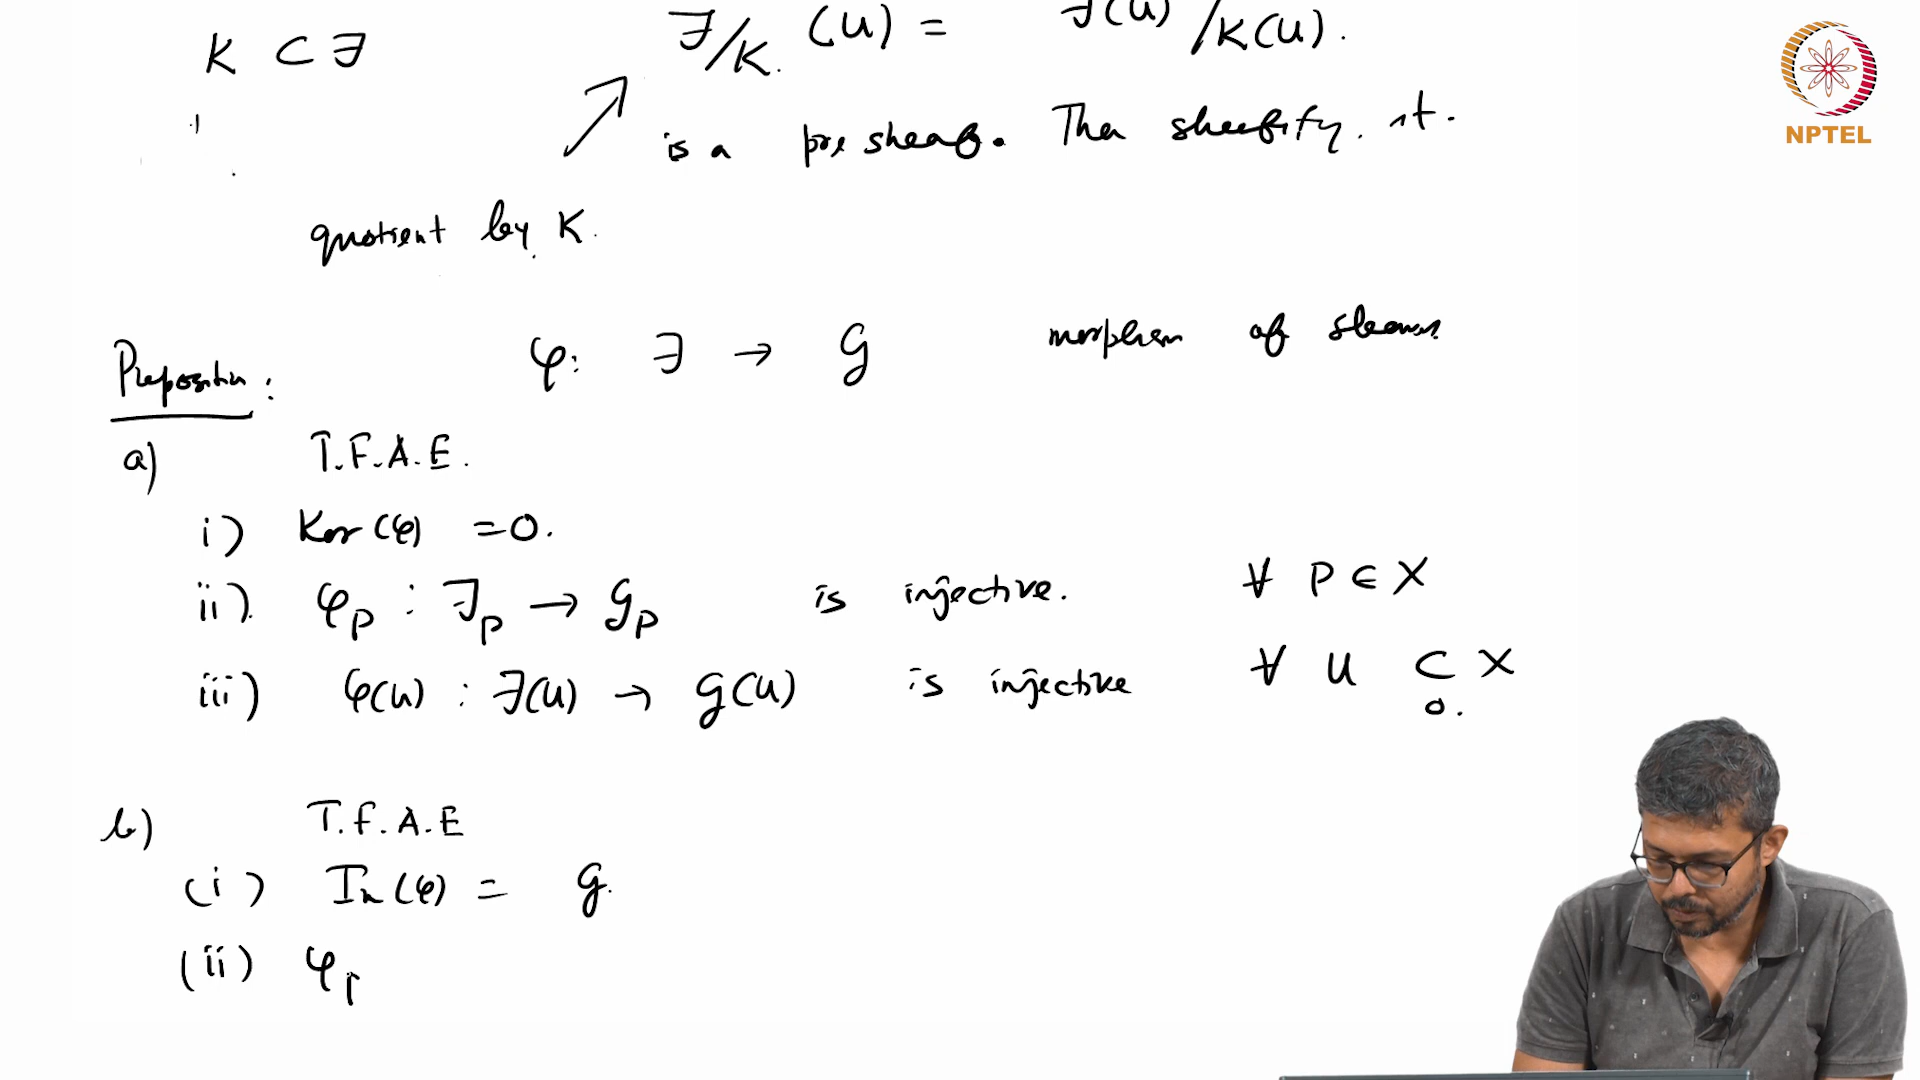 K ⊂ ℱ ℱ/K (U) = ℱ(U)/K(U).
is a presheaf. Then sheafify it.
quotient by K.
NPTEL
Proposition: φ: ℱ → G morphism of sheaves
a) T.F.A.E.
i) Ker(φ) = 0.
ii). φ_P : ℱ_P → G_P is injective. ∀ P ∈ X
iii) φ(U) : ℱ(U) → G(U) is injective ∀ U ⊂ X
o.
b) T.F.A.E
(i) Im(φ) = G.
(ii) φ_p